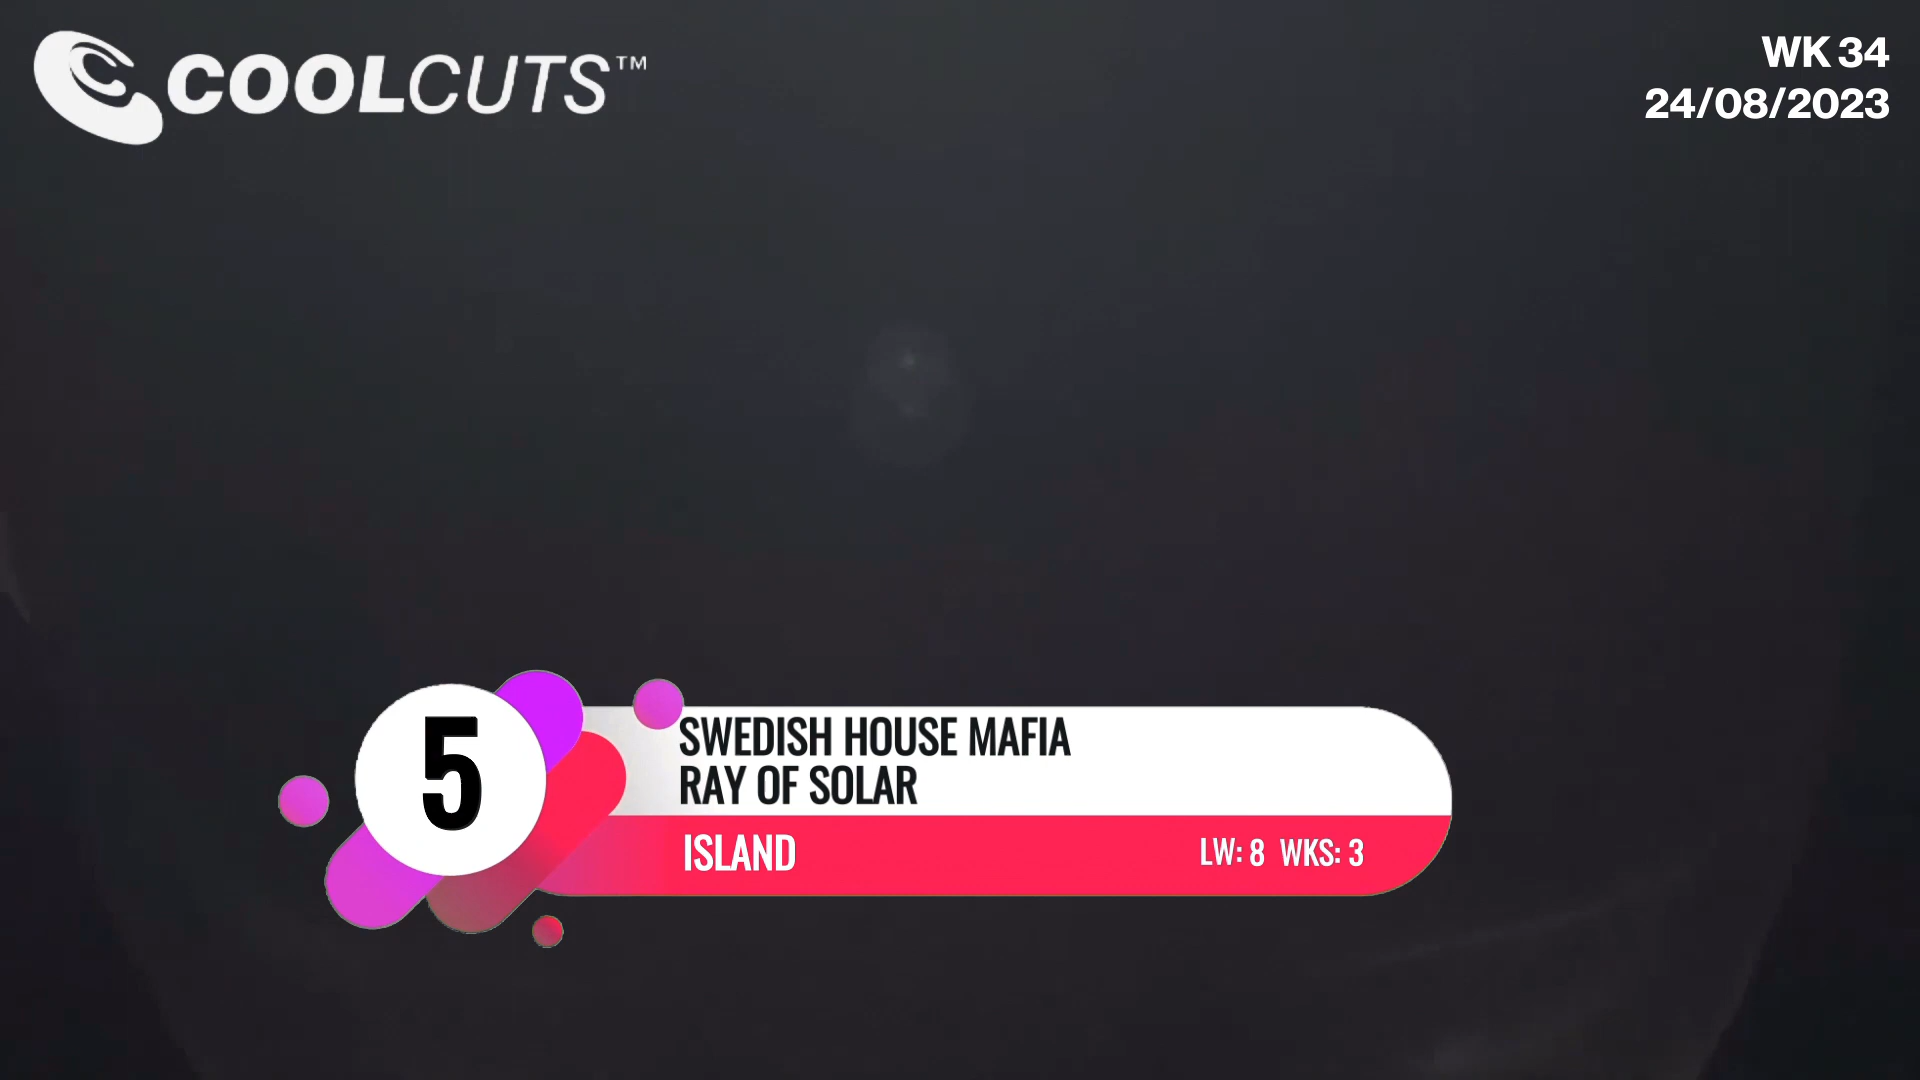 COOLCUTS™
WK 34
24/08/2023
5
SWEDISH HOUSE MAFIA
RAY OF SOLAR
ISLAND
LW: 8 WKS: 3